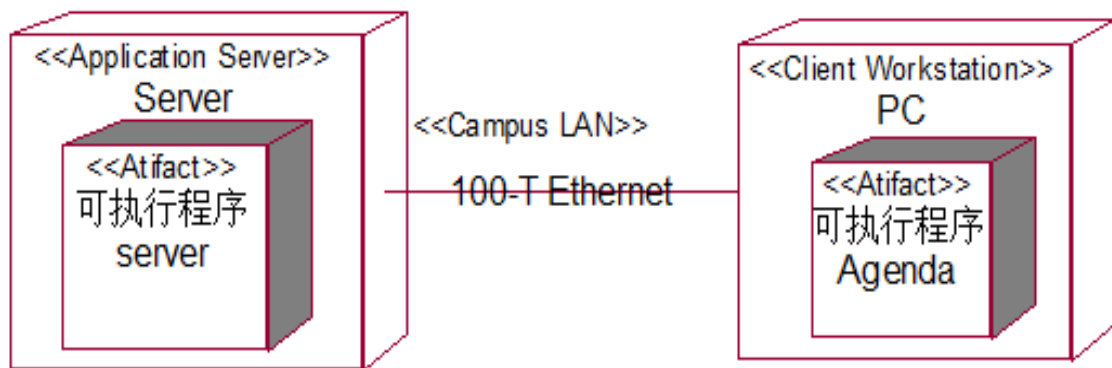 <<Application Server>>
Server
<<Atifact>>
可执行程序
server
<<Campus LAN>>
100-T Ethernet
<<Client Workstation>>
PC
<<Atifact>>
可执行程序
Agenda